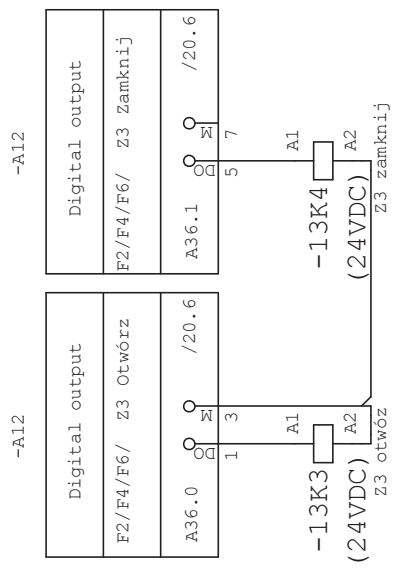 -A12
Digital output
F2/F4/F6/ Z3 Otwórz
A36.0 /20.6
DO M
1 3
A1
-13K3
(24VDC)
A2
Z3 otwóz
-A12
Digital output
F2/F4/F6/ Z3 Zamknij
A36.1 /20.6
DO M
5 7
A1
-13K4
(24VDC)
A2
Z3 zamknij